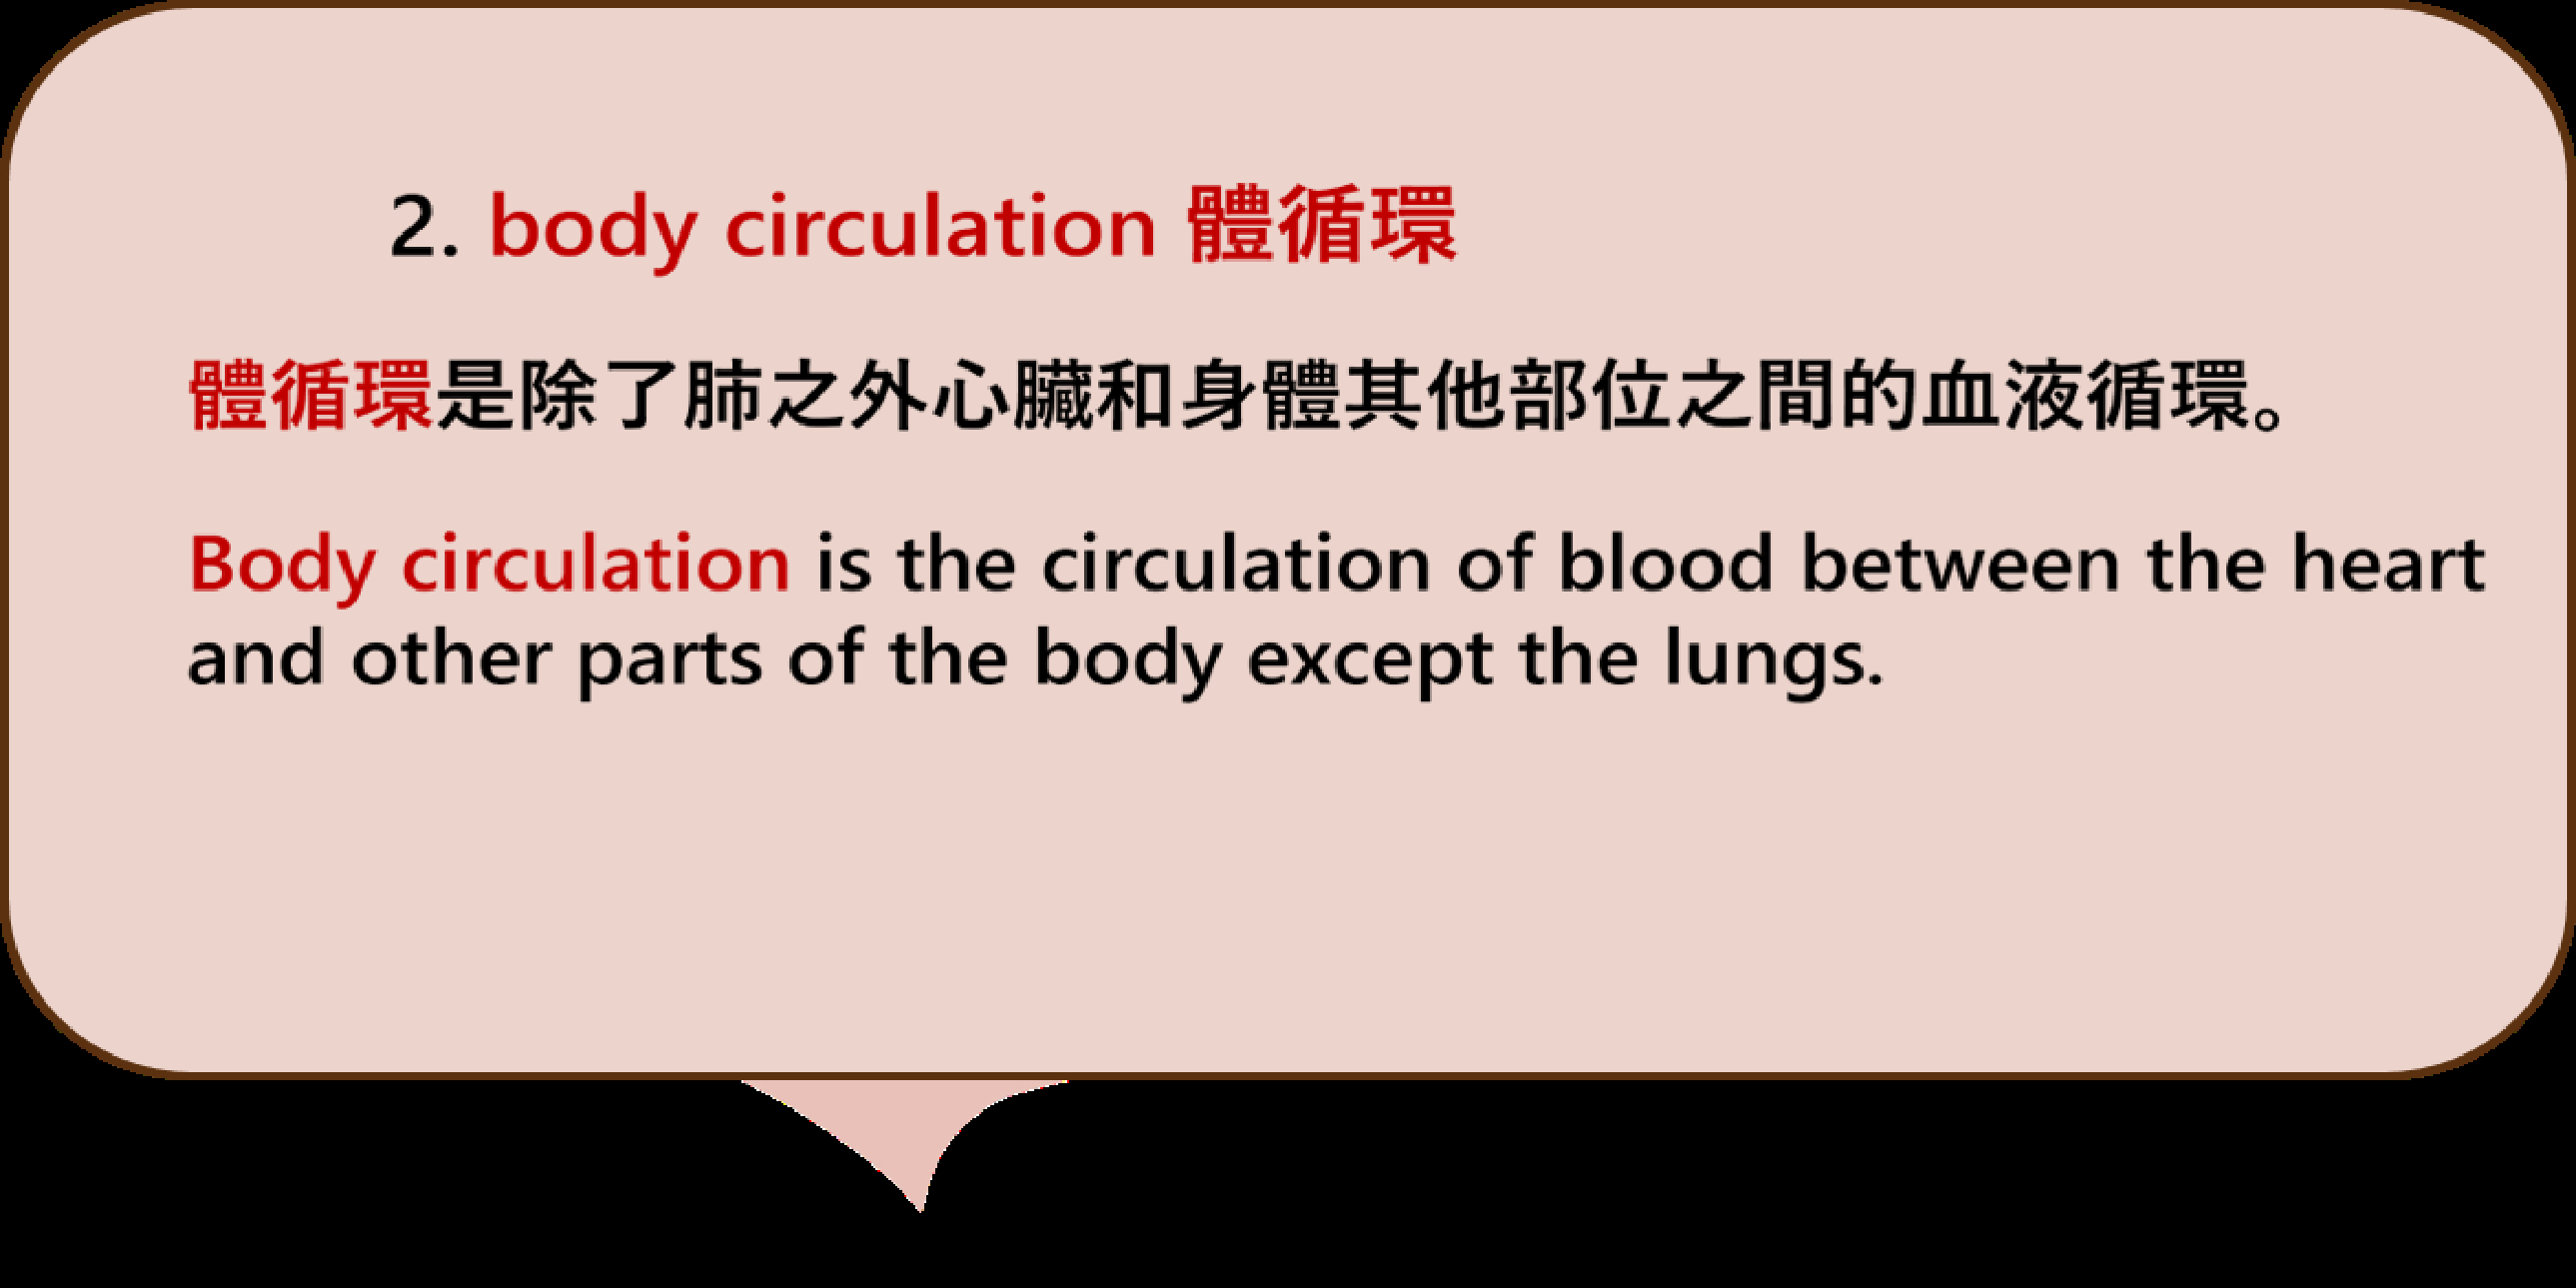 2. body circulation 體循環
體循環是除了肺之外心臟和身體其他部位之間的血液循環。
Body circulation is the circulation of blood between the heart
and other parts of the body except the lungs.